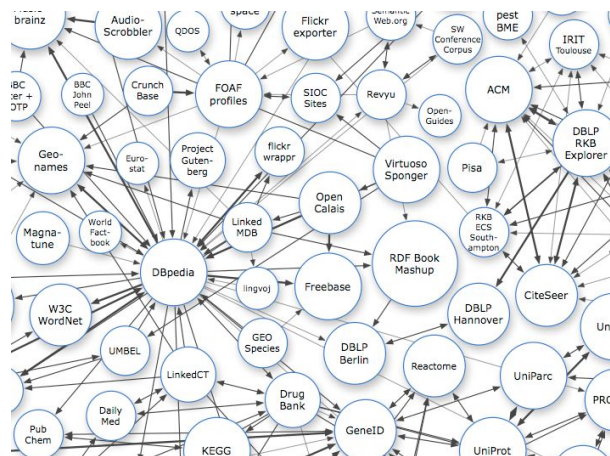 brainz
Audio-
Scrobbler
QDOS
space
Flickr
exporter
Web.org
SW
Conference
Corpus
pest
BME
IRIT
Toulouse
BBC
OTP
BBC
John
Peel
Crunch
Base
FOAF
profiles
SIOC
Sites
Revyu
Open-
Guides
ACM
DBLP
RKB
Explorer
Geo-
names
Euro-
stat
Project
Guten-
berg
flickr
wrappr
Virtuoso
Sponger
Pisa
Magna-
tune
World
Fact-
book
Linked
MDB
Open
Calais
RKB
ECS
South-
ampton
DBpedia
lingvoj
Freebase
RDF Book
Mashup
CiteSeer
W3C
WordNet
UMBEL
GEO
Species
DBLP
Berlin
DBLP
Hannover
Un
LinkedCT
Reactome
UniParc
Daily
Med
Drug
Bank
PRO
Pub
Chem
KEGG
GeneID
UniProt